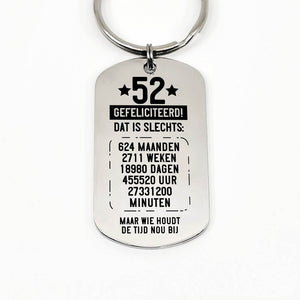 ★52★
GEFELICITEERD!
DAT IS SLECHTS:
624 MAANDEN
2711 WEKEN
18980 DAGEN
455520 UUR
27331200
MINUTEN
MAAR WIE HOUDT
DE TIJD NOU BIJ